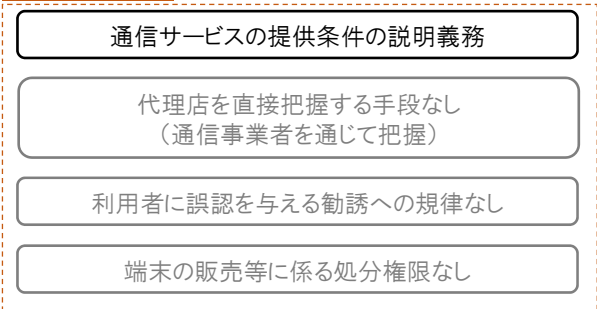 通信サービスの提供条件の説明義務
代理店を直接把握する手段なし
（通信事業者を通じて把握）
利用者に誤認を与える勧誘への規律なし
端末の販売等に係る処分権限なし